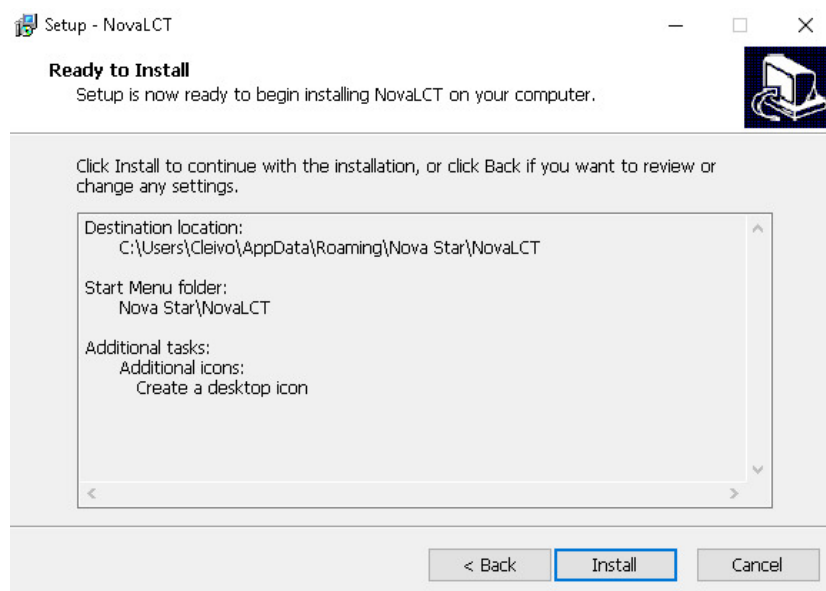 Setup - NovaLCT
Ready to Install
Setup is now ready to begin installing NovaLCT on your computer.
Click Install to continue with the installation, or click Back if you want to review or
change any settings.
Destination location:
C:\Users\Cleivo\AppData\Roaming\Nova Star\NovaLCT
Start Menu folder:
Nova Star\NovaLCT
Additional tasks:
Additional icons:
Create a desktop icon
< Back
Install
Cancel